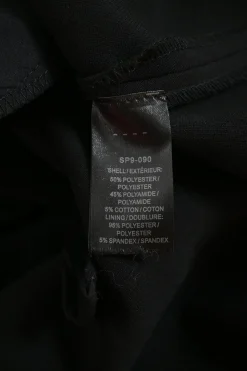 SP9-090
SHELL/EXTÉRIEUR:
50% POLYESTER/
POLYESTER
45% POLYAMIDE/
POLYAMIDE
5% COTTON/COTON
LINING/DOUBLURE:
95% POLYESTER/
POLYESTER
5% SPANDEX/SPANDEX